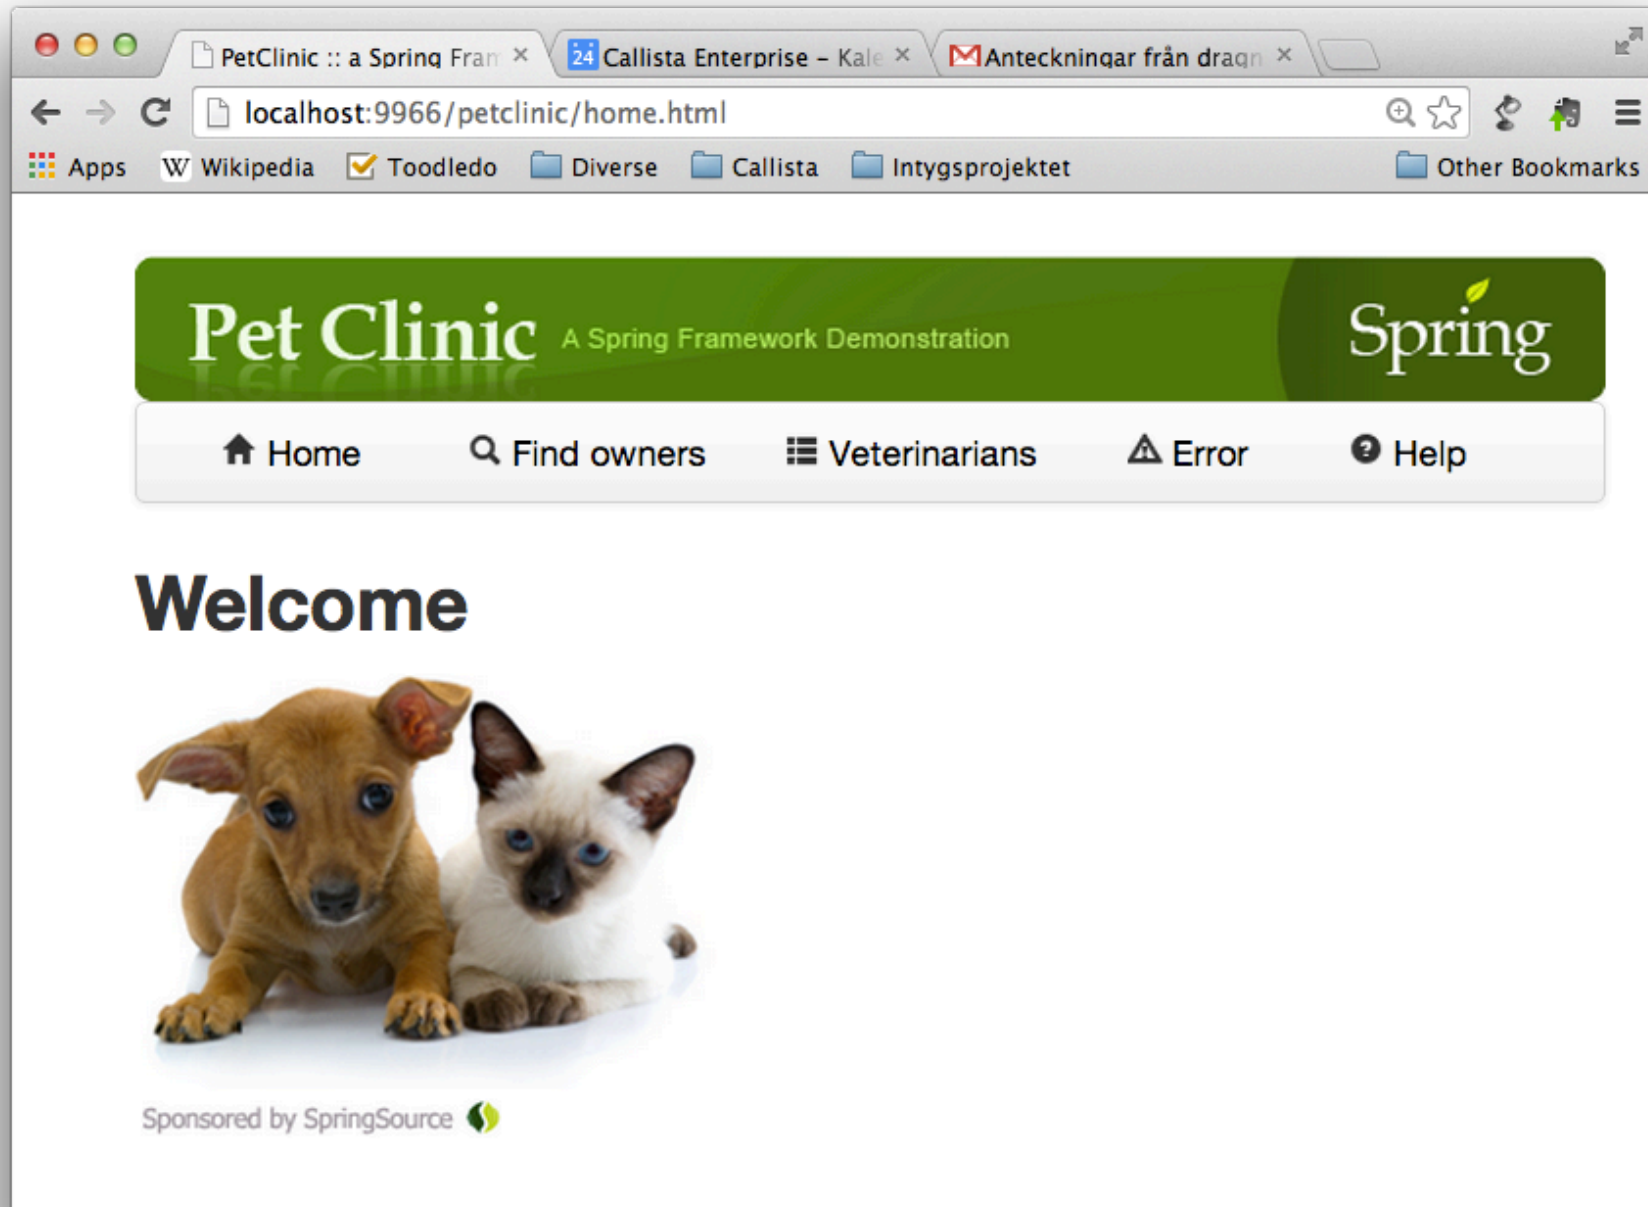 PetClinic :: a Spring Fram
24 Callista Enterprise – Kale
Anteckningar från dragn
localhost:9966/petclinic/home.html
Apps W Wikipedia Toodledo Diverse Callista Intygsprojektet Other Bookmarks
Pet Clinic A Spring Framework Demonstration Spring
Home Find owners Veterinarians Error Help
Welcome
Sponsored by SpringSource